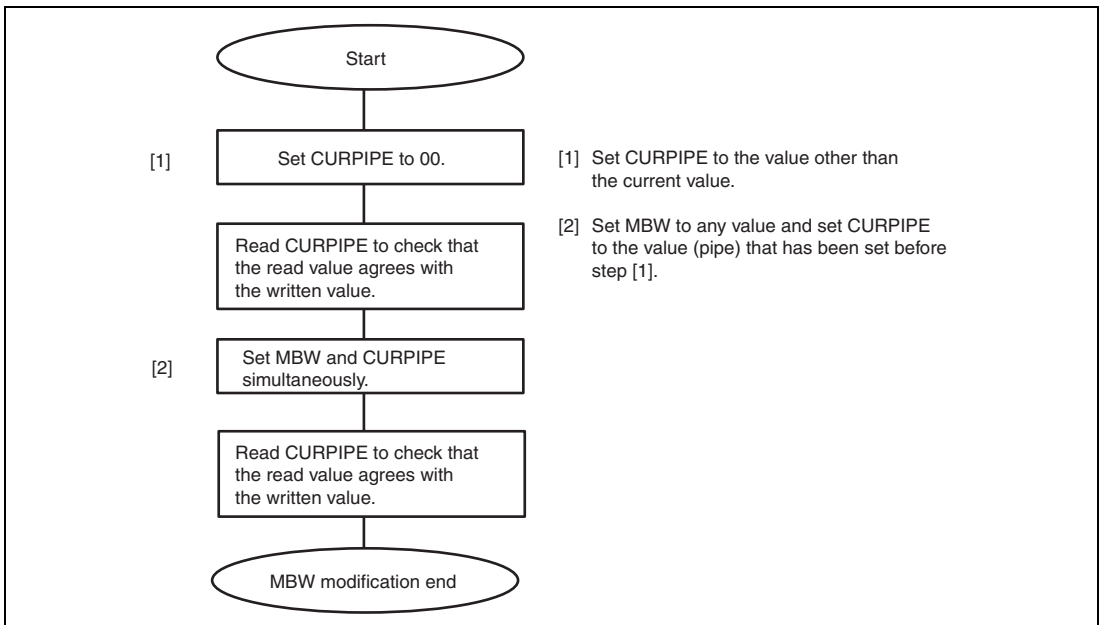 Start
[1]
Set CURPIPE to 00.
[1] Set CURPIPE to the value other than
the current value.
Read CURPIPE to check that
the read value agrees with
the written value.
[2] Set MBW to any value and set CURPIPE
to the value (pipe) that has been set before
step [1].
[2]
Set MBW and CURPIPE
simultaneously.
Read CURPIPE to check that
the read value agrees with
the written value.
MBW modification end